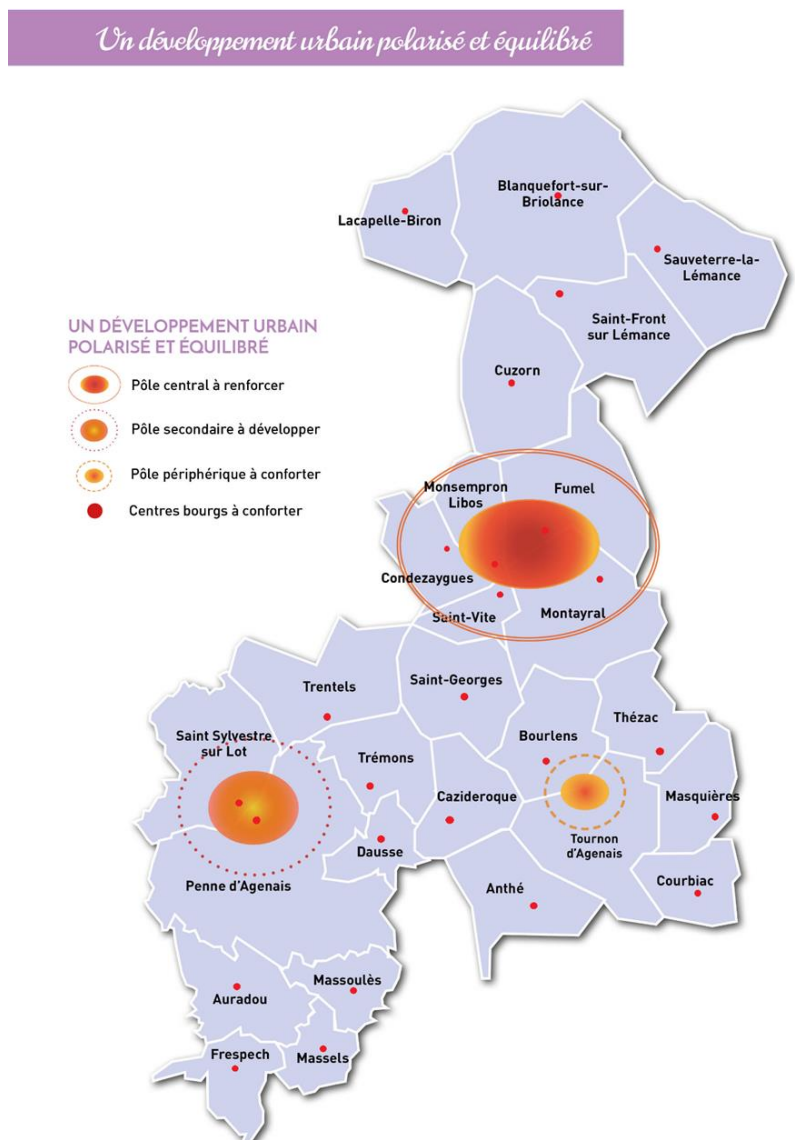 Un développement urbain polarisé et équilibré
Blanquefort-sur-
Briolance
Lacapelle-Biron
Sauveterre-la-
Lémance
Saint-Front
sur Lémance
UN DÉVELOPPEMENT URBAIN
POLARISÉ ET ÉQUILIBRÉ
Pôle central à renforcer
Pôle secondaire à développer
Pôle périphérique à conforter
Centres bourgs à conforter
Cuzorn
Monsempron
Libos
Fumel
Condezaygues
Saint-Vite
Montayral
Saint-Georges
Trentels
Thézac
Saint Sylvestre
sur Lot
Bourlens
Trémons
Cazideroque
Masquières
Tournon
d'Agenais
Dausse
Penne d'Agenais
Anthé
Courbiac
Massoulès
Auradou
Frespech
Massels